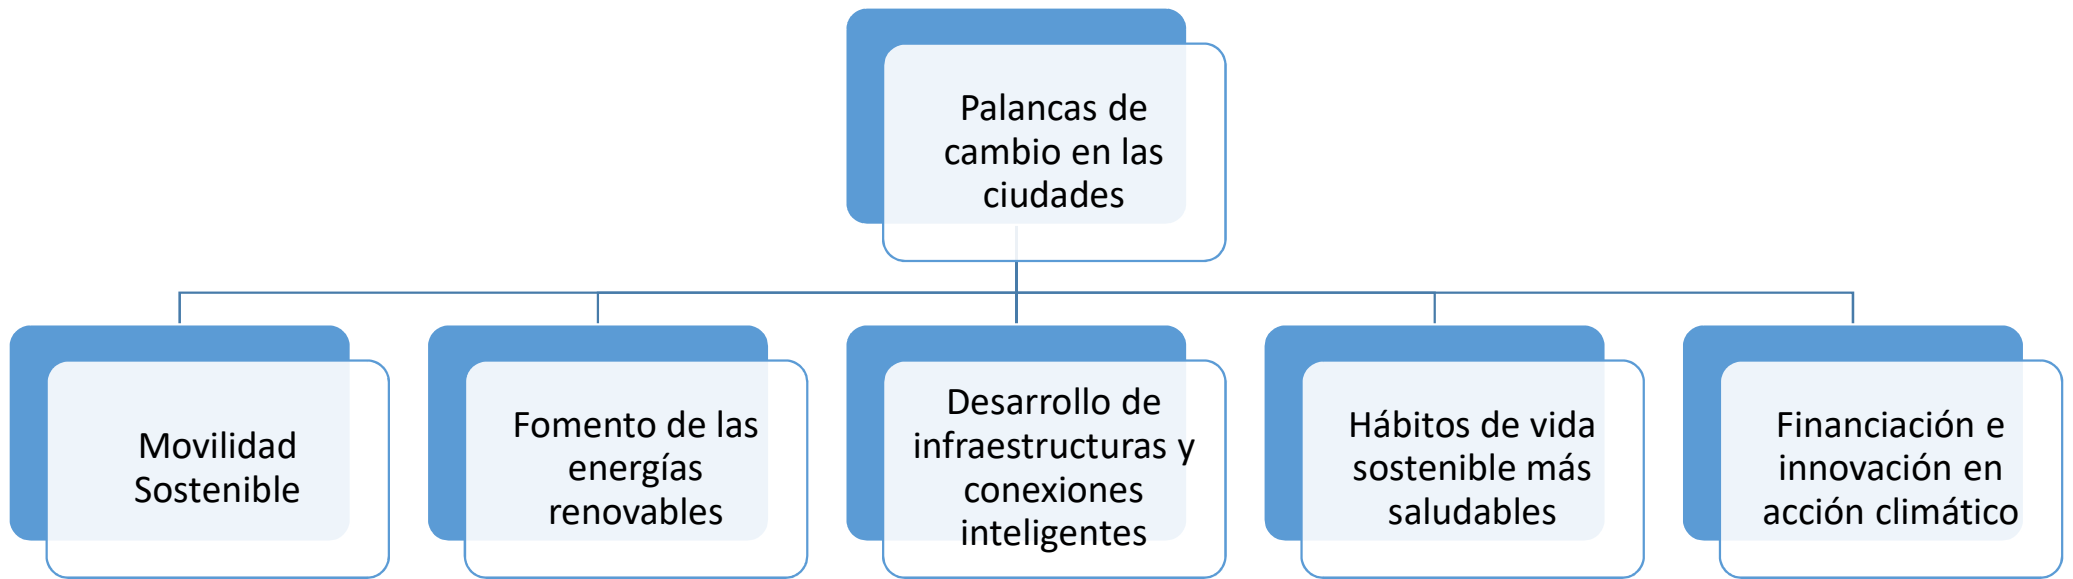 Palancas de
cambio en las
ciudades
Movilidad
Sostenible
Fomento de las
energías
renovables
Desarrollo de
infraestructuras y
conexiones
inteligentes
Hábitos de vida
sostenible más
saludables
Financiación e
innovación en
acción climático